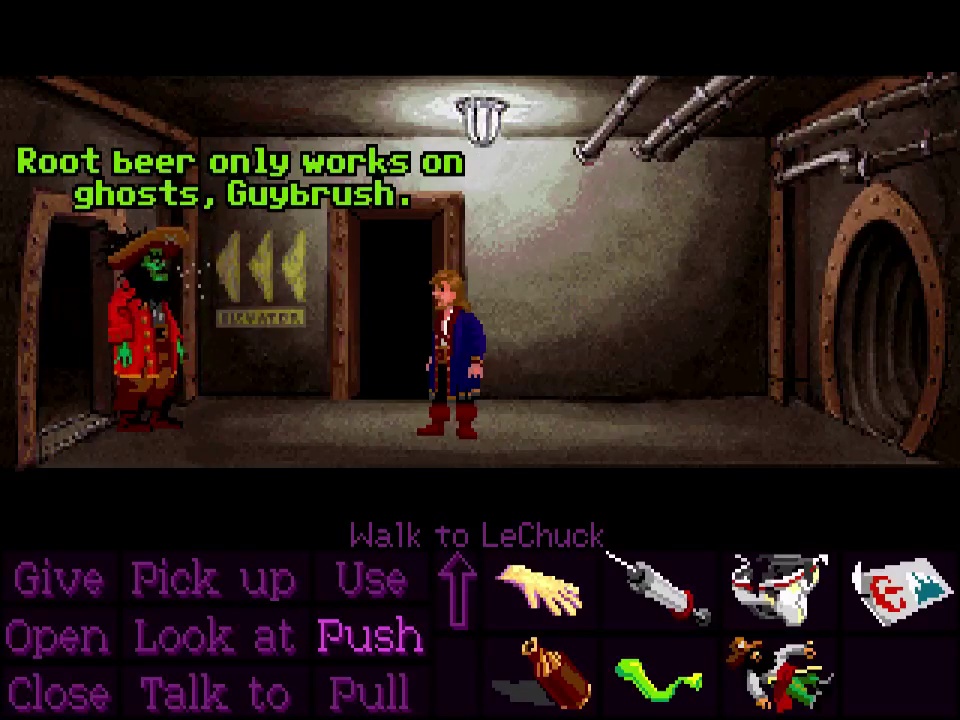 Root beer only works on
ghosts, Guybrush.
ELEVATOR
Walk to LeChuck
Give Pick up Use
Open Look at Push
Close Talk to Pull